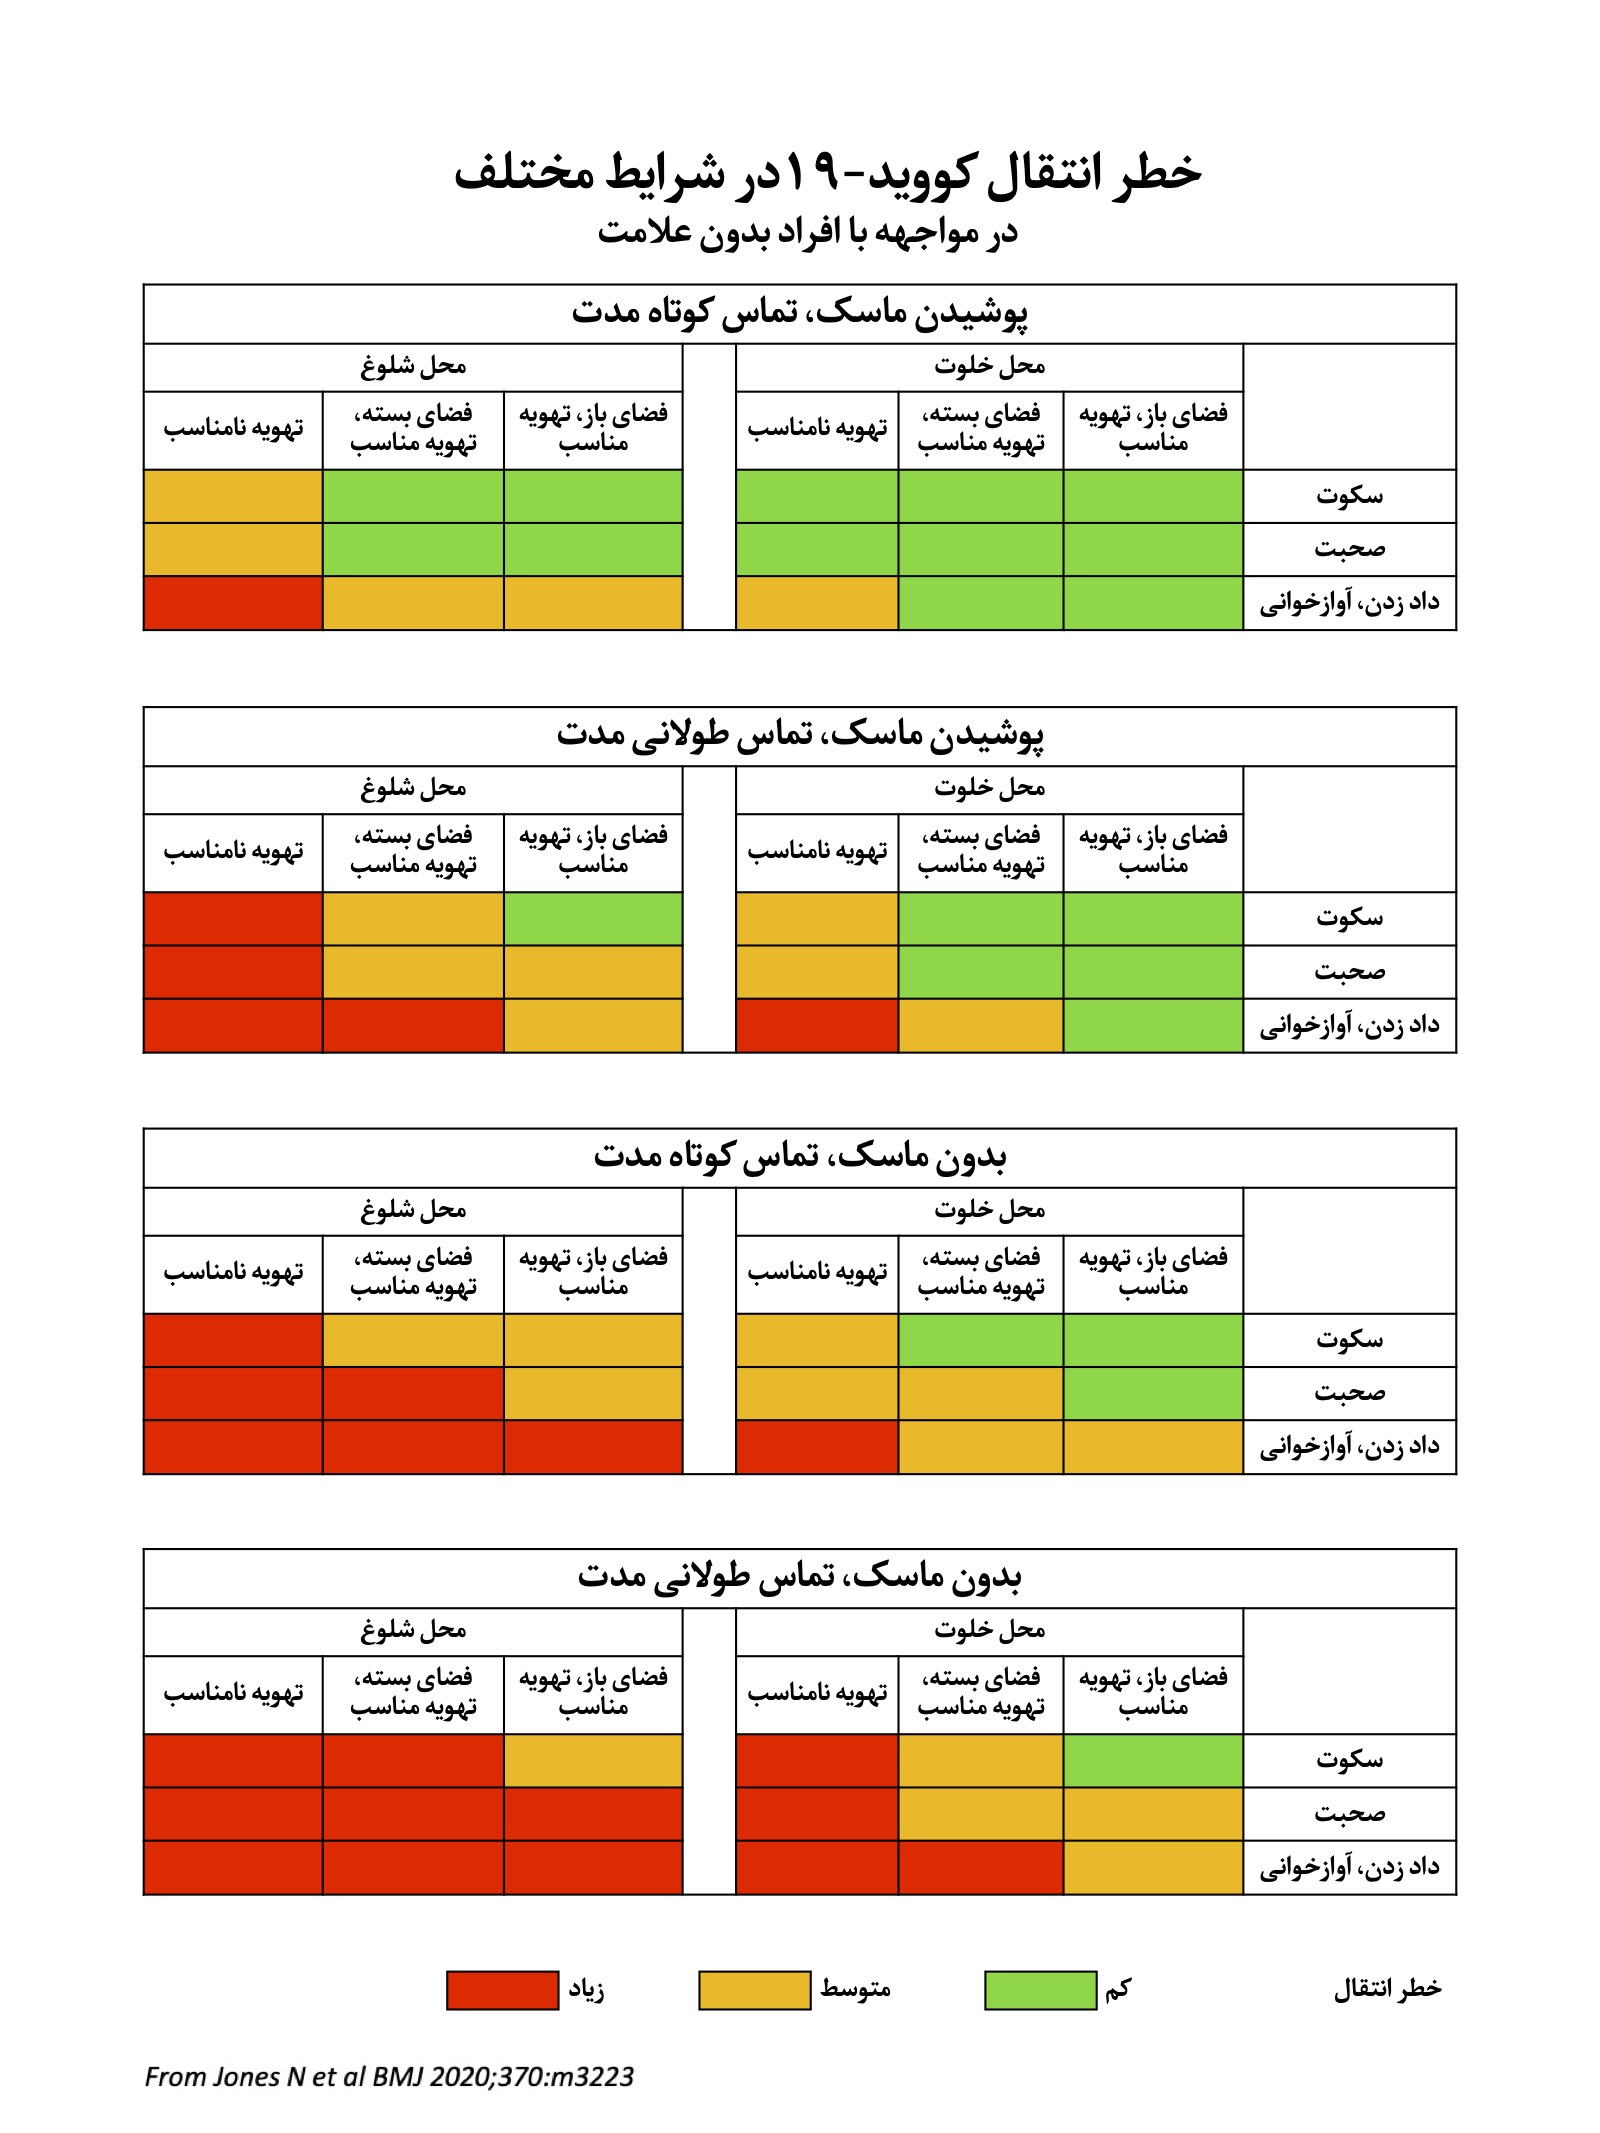 خطر انتقال کووید-۱۹در شرایط مختلف
در مواجهه با افراد بدون علامت
پوشیدن ماسک، تماس کوتاه مدت
محل خلوت
محل شلوغ
فضای باز، تهویه
مناسب
فضای بسته،
تهویه مناسب
تهویه نامناسب
فضای باز، تهویه
مناسب
فضای بسته،
تهویه مناسب
تهویه نامناسب
سکوت
صحبت
داد زدن، آوازخوانی
پوشیدن ماسک، تماس طولانی مدت
محل خلوت
محل شلوغ
فضای باز، تهویه
مناسب
فضای بسته،
تهویه مناسب
تهویه نامناسب
فضای باز، تهویه
مناسب
فضای بسته،
تهویه مناسب
تهویه نامناسب
سکوت
صحبت
داد زدن، آوازخوانی
بدون ماسک، تماس کوتاه مدت
محل خلوت
محل شلوغ
فضای باز، تهویه
مناسب
فضای بسته،
تهویه مناسب
تهویه نامناسب
فضای باز، تهویه
مناسب
فضای بسته،
تهویه مناسب
تهویه نامناسب
سکوت
صحبت
داد زدن، آوازخوانی
بدون ماسک، تماس طولانی مدت
محل خلوت
محل شلوغ
فضای باز، تهویه
مناسب
فضای بسته،
تهویه مناسب
تهویه نامناسب
فضای باز، تهویه
مناسب
فضای بسته،
تهویه مناسب
تهویه نامناسب
سکوت
صحبت
داد زدن، آوازخوانی
خطر انتقال
کم
متوسط
زیاد
From Jones N et al BMJ 2020;370:m3223